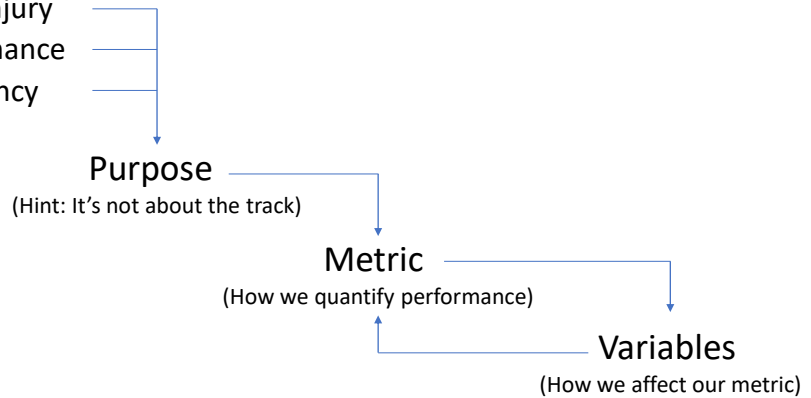 jury
nance
ncy
Purpose
(Hint: It's not about the track)
Metric
(How we quantify performance)
Variables
(How we affect our metric)